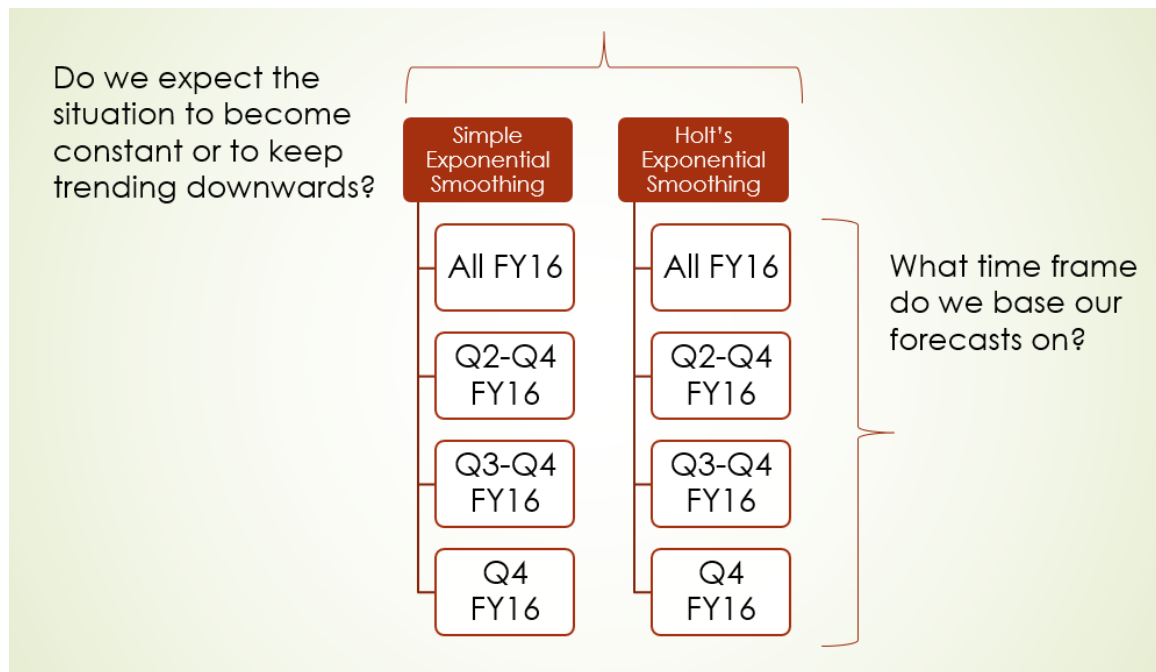 Do we expect the
situation to become
constant or to keep
trending downwards?
Simple
Exponential
Smoothing
All FY16
Q2-Q4
FY16
Q3-Q4
FY16
Q4
FY16
Holt's
Exponential
Smoothing
All FY16
Q2-Q4
FY16
Q3-Q4
FY16
Q4
FY16
What time frame
do we base our
forecasts on?